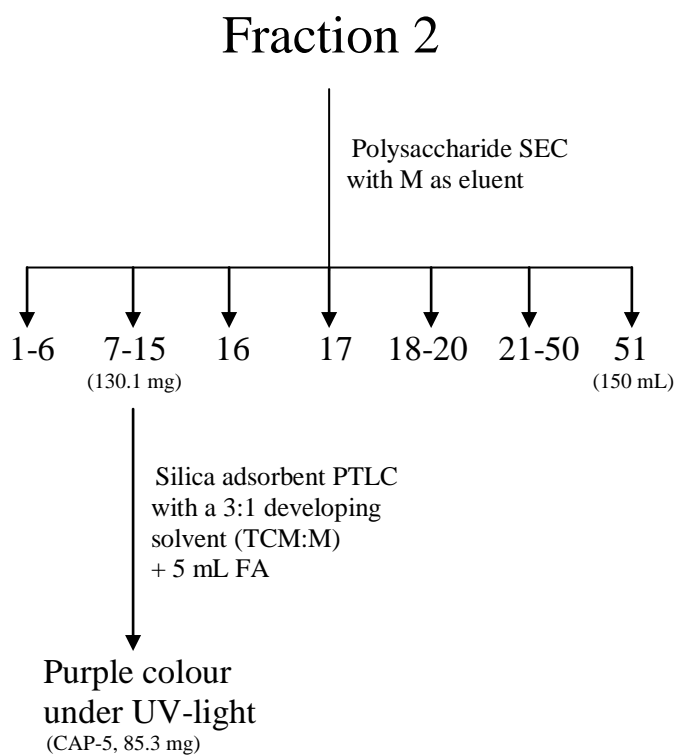 Fraction 2
Polysaccharide SEC
with M as eluent
1-6 7-15 16 17 18-20 21-50 51
(130.1 mg) (150 mL)
Silica adsorbent PTLC
with a 3:1 developing
solvent (TCM:M)
+ 5 mL FA
Purple colour
under UV-light
(CAP-5, 85.3 mg)